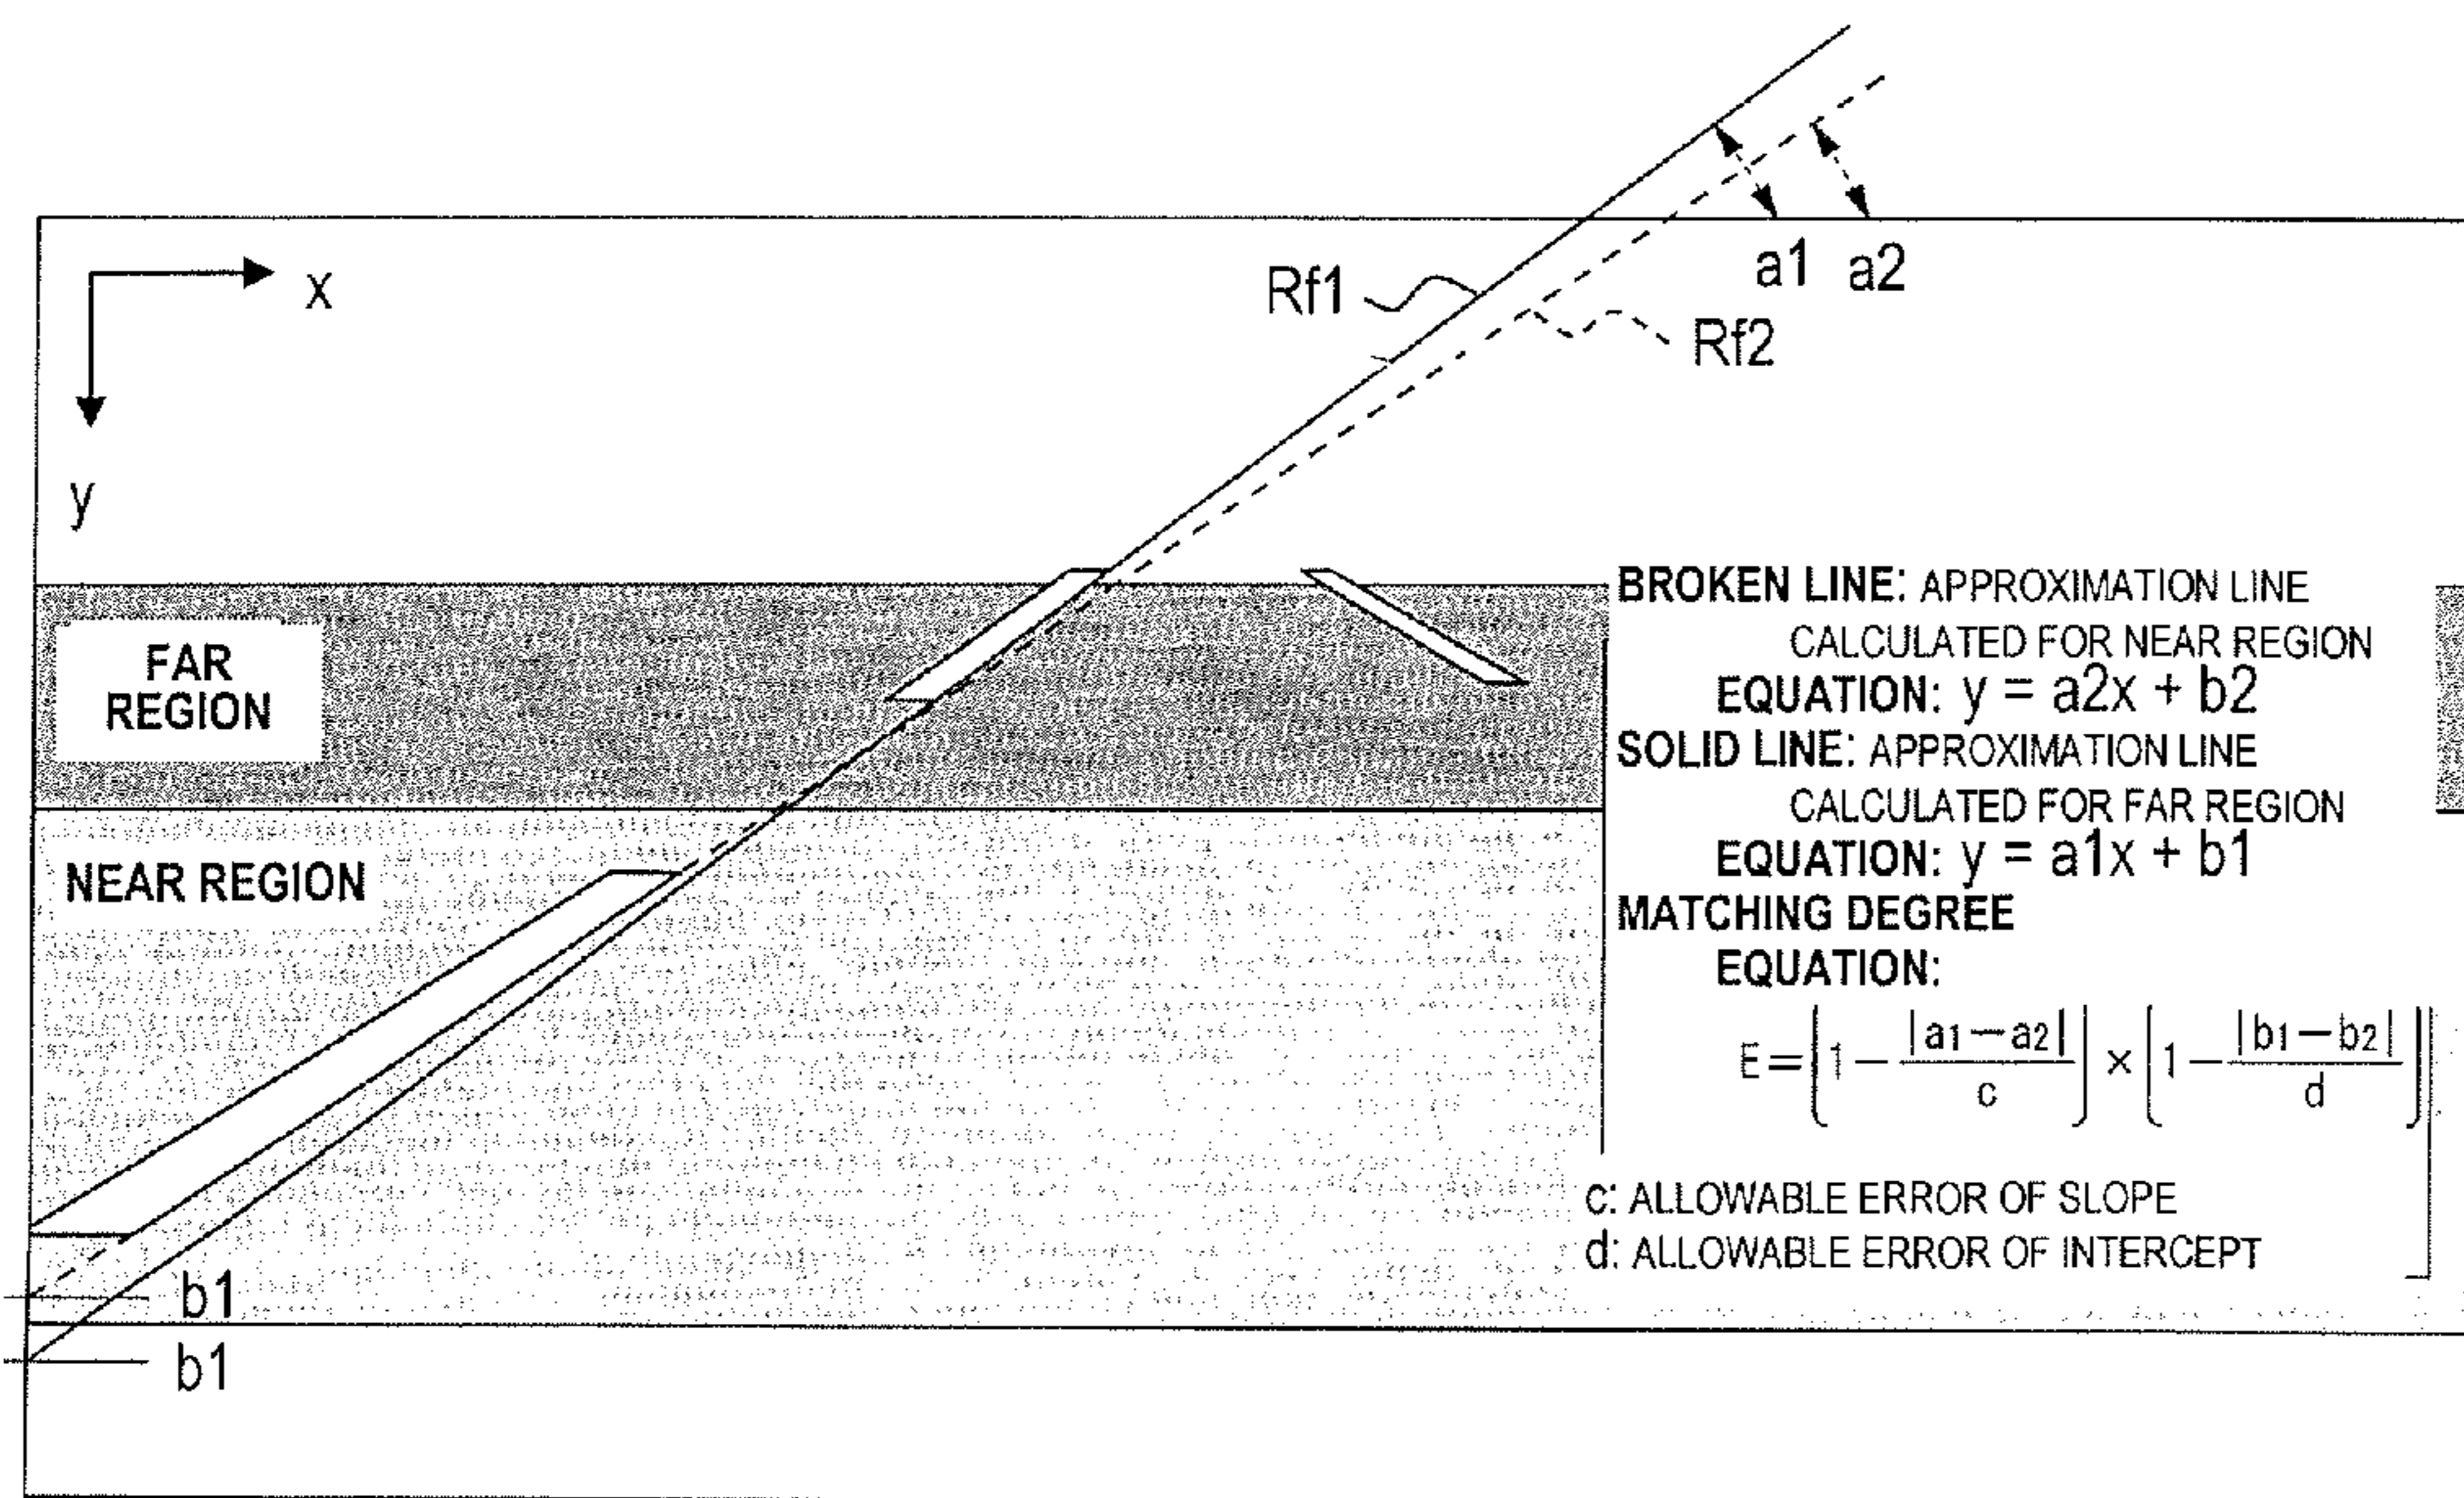 a1 a2
x
Rf1
Rf2
y
FAR
REGION
NEAR REGION
b1
b1
BROKEN LINE: APPROXIMATION LINE
CALCULATED FOR NEAR REGION
EQUATION: y = a2x + b2
SOLID LINE: APPROXIMATION LINE
CALCULATED FOR FAR REGION
EQUATION: y = a1x + b1
MATCHING DEGREE
EQUATION:
E=(1−|a1−a2|/c)×(1−|b1−b2|/d)
c: ALLOWABLE ERROR OF SLOPE
d: ALLOWABLE ERROR OF INTERCEPT